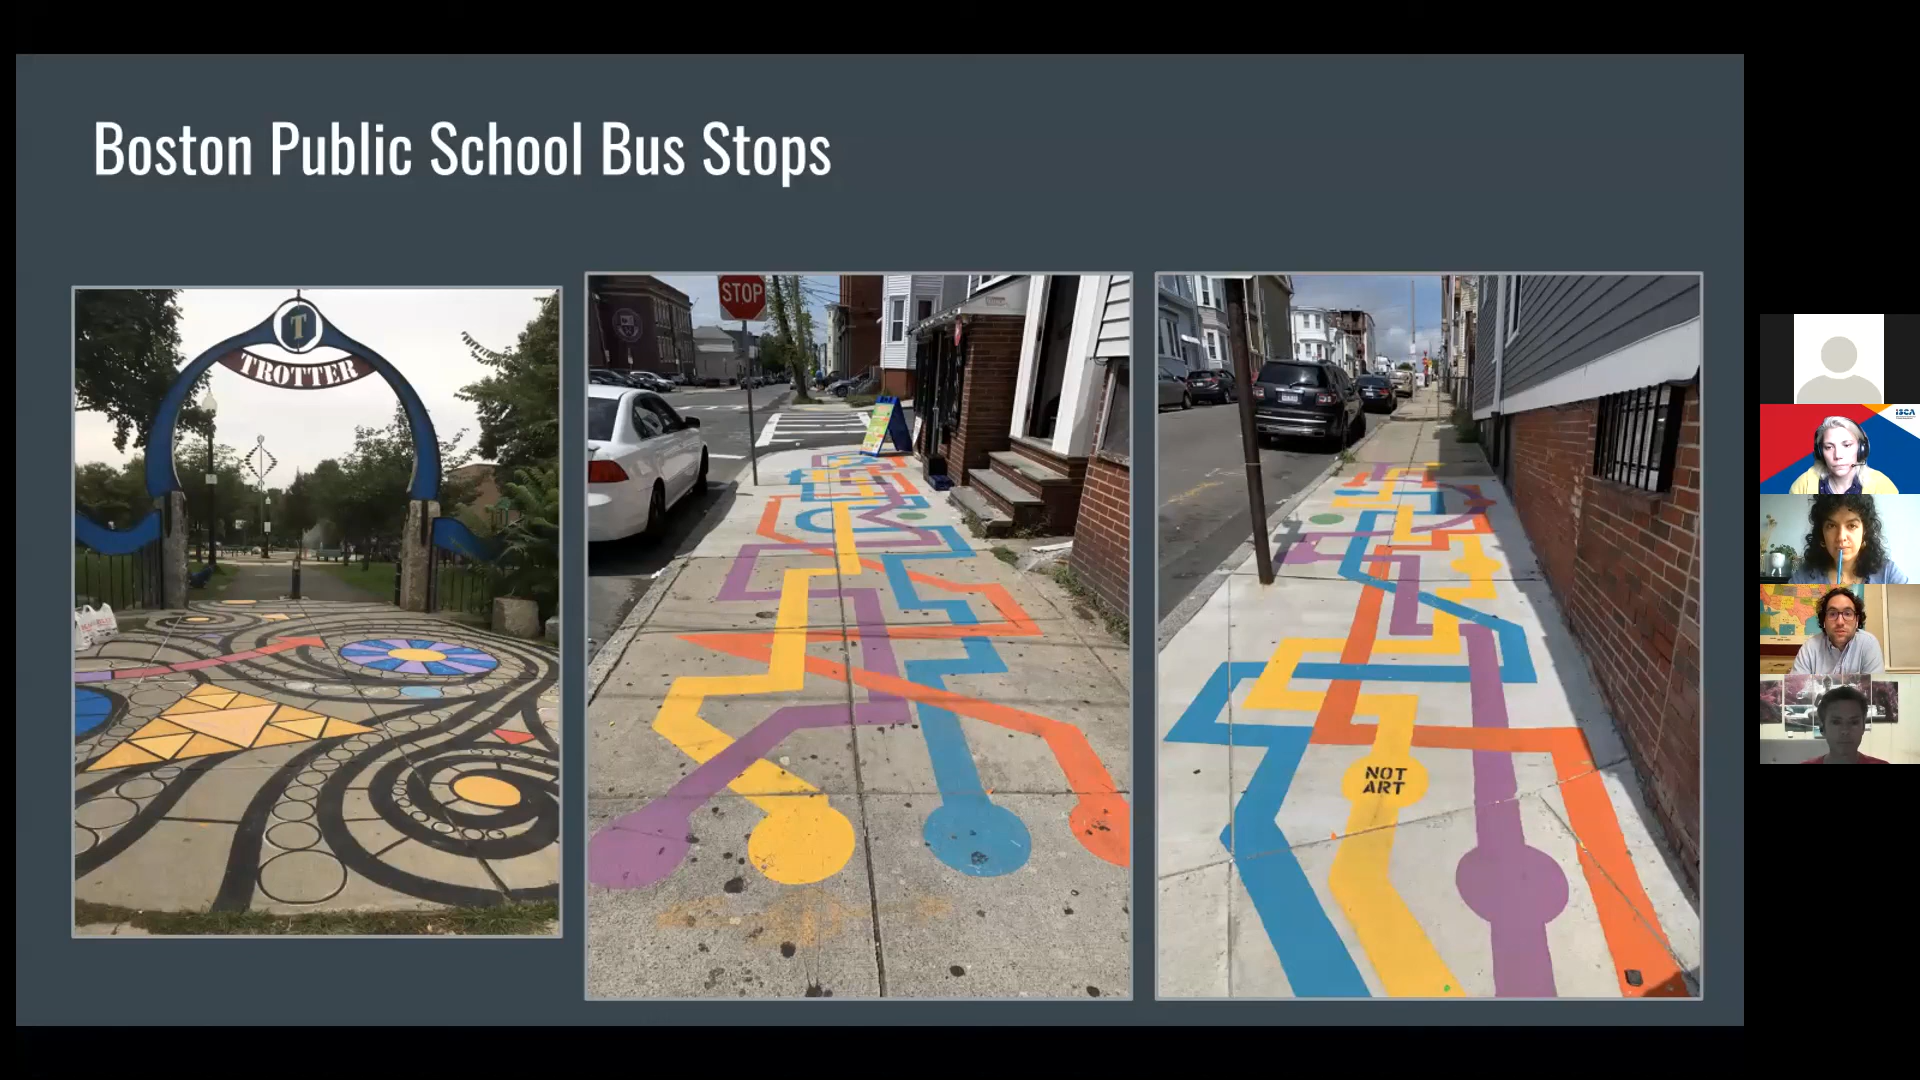 Boston Public School Bus Stops
T
TROTTER
STOP
NOT
ART
ISCA